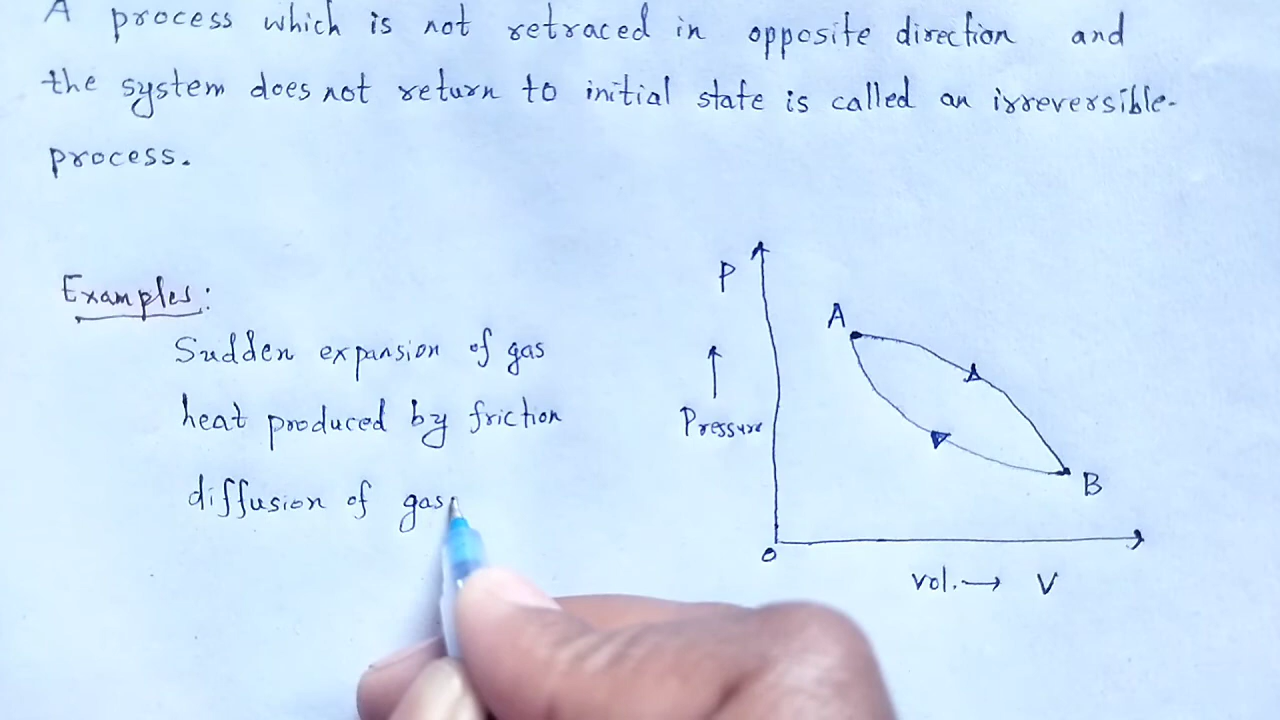 A process which is not retraced in opposite direction and
the system does not return to initial state is called an irreversible-
process.
Examples:
Sudden expansion of gas
heat produced by friction
diffusion of gas
P
A
Pressure
B
O
vol. → V